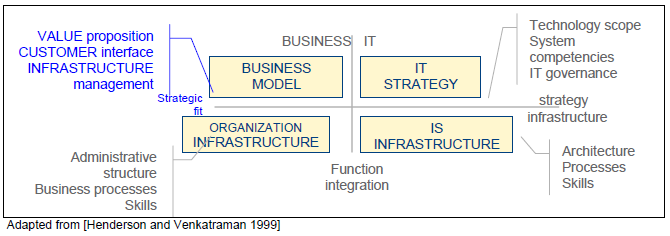 VALUE proposition
CUSTOMER interface
INFRASTRUCTURE
management
BUSINESS IT
Technology scope
System
competencies
IT governance
BUSINESS
MODEL
IT
STRATEGY
Strategic
fit
strategy
infrastructure
ORGANIZATION
INFRASTRUCTURE
IS
INFRASTRUCTURE
Administrative
structure
Business processes
Skills
Function
integration
Architecture
Processes
Skills
Adapted from [Henderson and Venkatraman 1999]